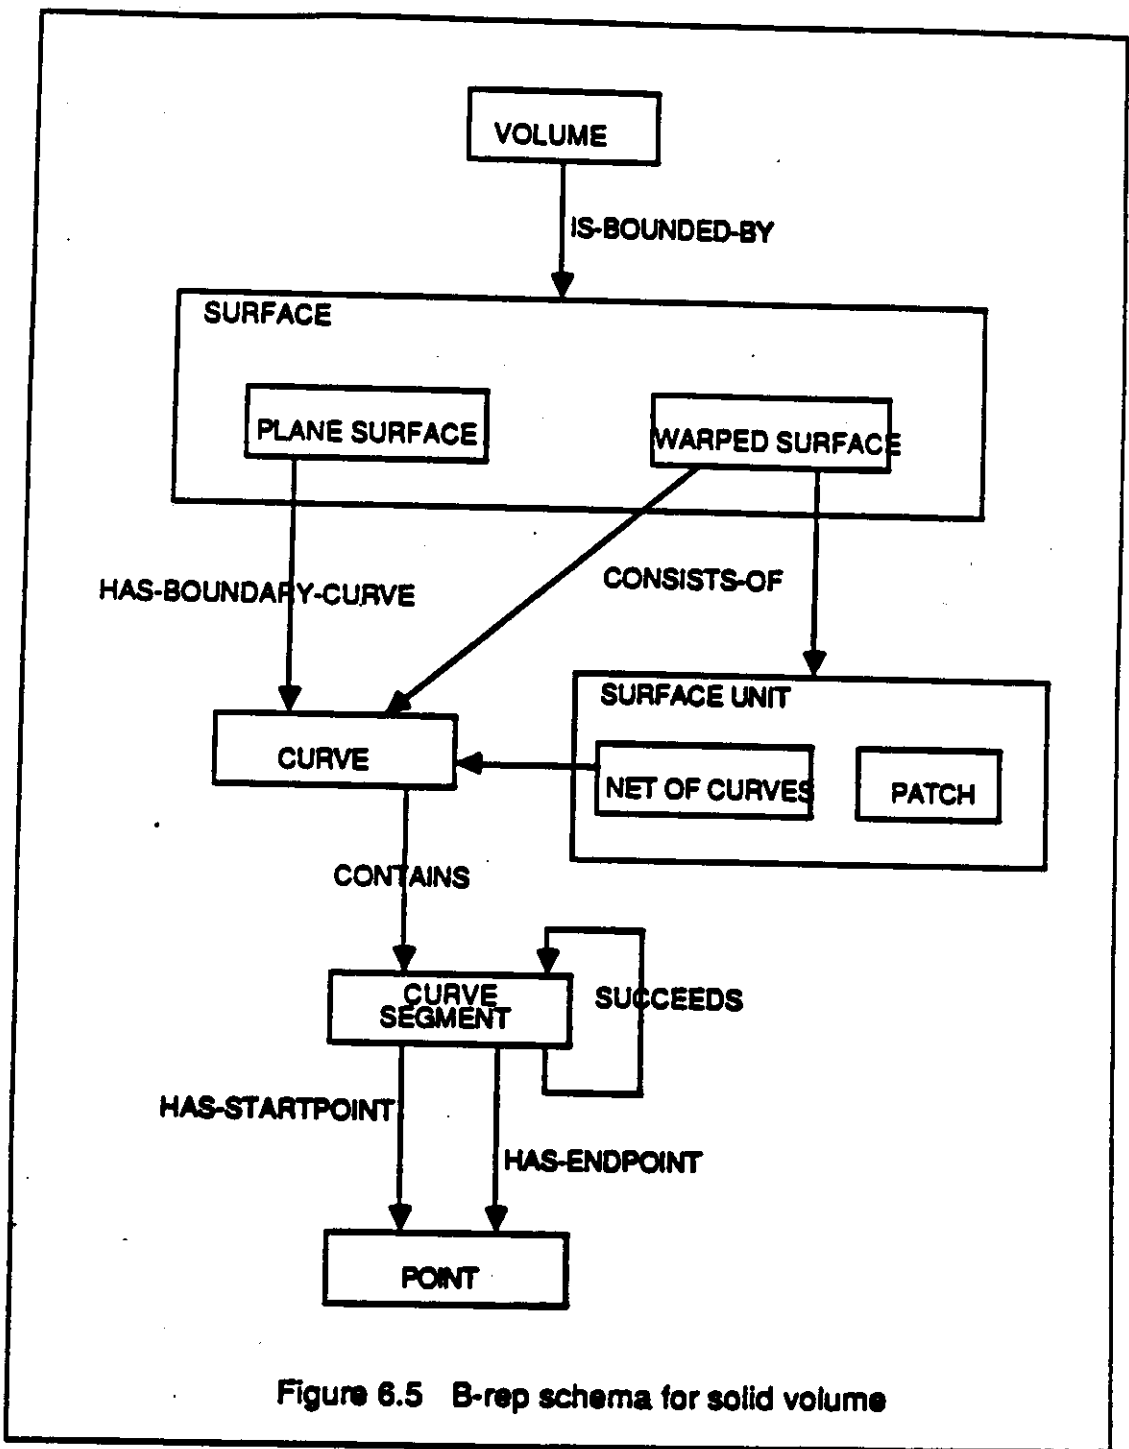 VOLUME
IS-BOUNDED-BY
SURFACE
PLANE SURFACE
WARPED SURFACE
HAS-BOUNDARY-CURVE
CONSISTS-OF
SURFACE UNIT
CURVE
NET OF CURVES
PATCH
CONTAINS
CURVE
SEGMENT
SUCCEEDS
HAS-STARTPOINT
HAS-ENDPOINT
POINT
Figure 6.5 B-rep schema for solid volume